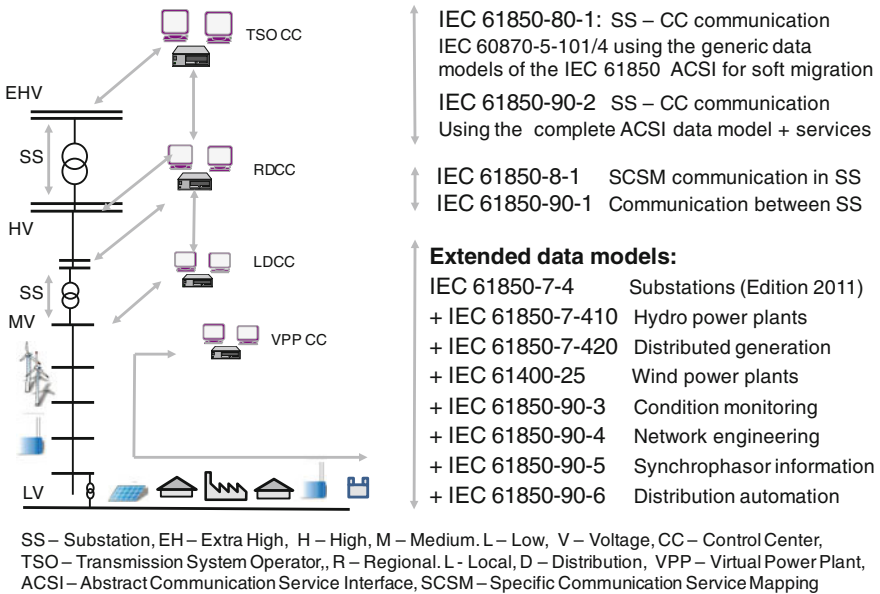 TSO CC
EHV
SS
RDCC
HV
LDCC
SS
MV
VPP CC
LV
IEC 61850-80-1: SS – CC communication
IEC 60870-5-101/4 using the generic data
models of the IEC 61850 ACSI for soft migration
IEC 61850-90-2 SS – CC communication
Using the complete ACSI data model + services
IEC 61850-8-1 SCSM communication in SS
IEC 61850-90-1 Communication between SS
Extended data models:
IEC 61850-7-4 Substations (Edition 2011)
+ IEC 61850-7-410 Hydro power plants
+ IEC 61850-7-420 Distributed generation
+ IEC 61400-25 Wind power plants
+ IEC 61850-90-3 Condition monitoring
+ IEC 61850-90-4 Network engineering
+ IEC 61850-90-5 Synchrophasor information
+ IEC 61850-90-6 Distribution automation
SS – Substation, EH – Extra High, H – High, M – Medium. L – Low, V – Voltage, CC – Control Center,
TSO – Transmission System Operator,, R – Regional. L - Local, D – Distribution, VPP – Virtual Power Plant,
ACSI – Abstract Communication Service Interface, SCSM – Specific Communication Service Mapping